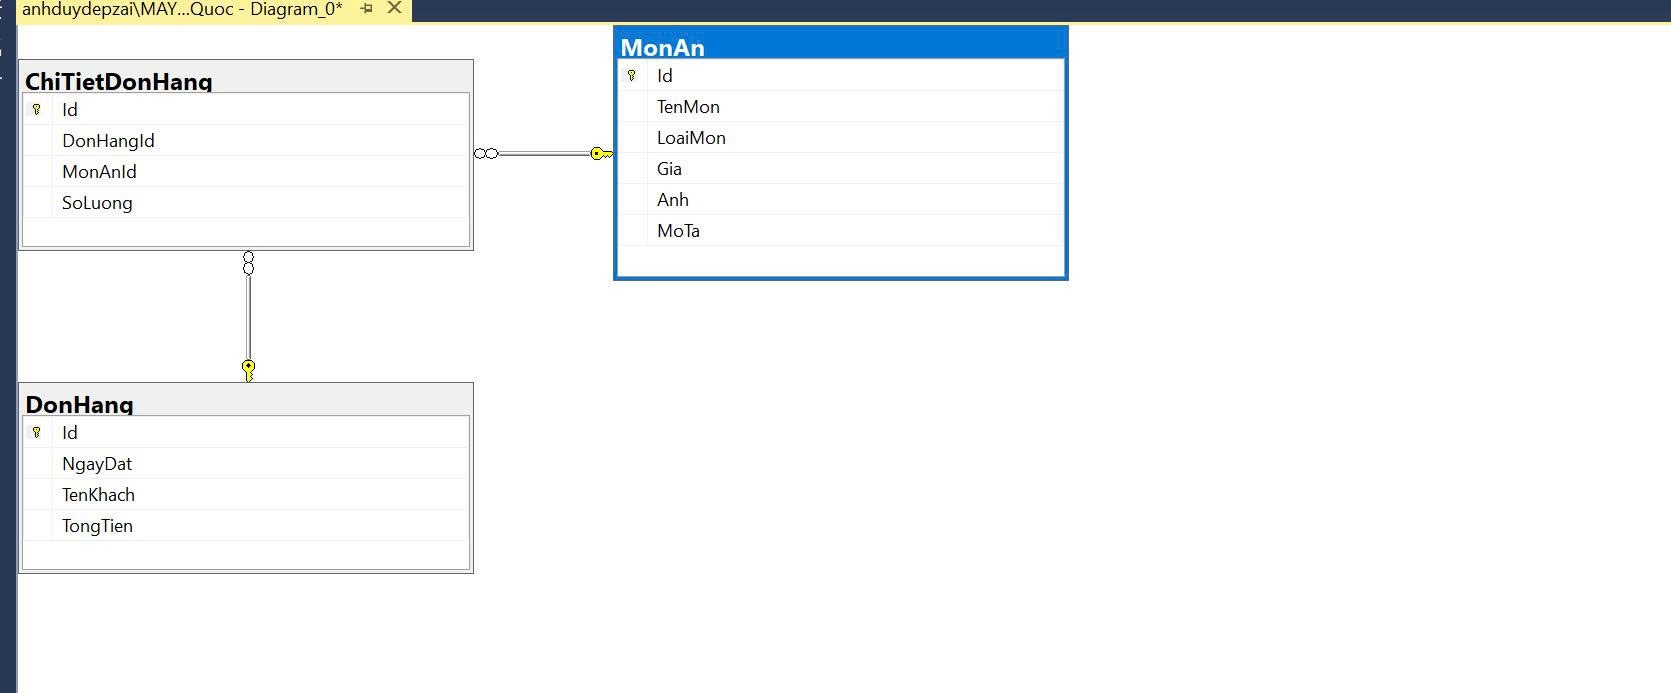 anhduydepzai\MAY...Quoc - Diagram_0*
ChiTietDonHang
Id
DonHangId
MonAnId
SoLuong
MonAn
Id
TenMon
LoaiMon
Gia
Anh
MoTa
DonHang
Id
NgayDat
TenKhach
TongTien